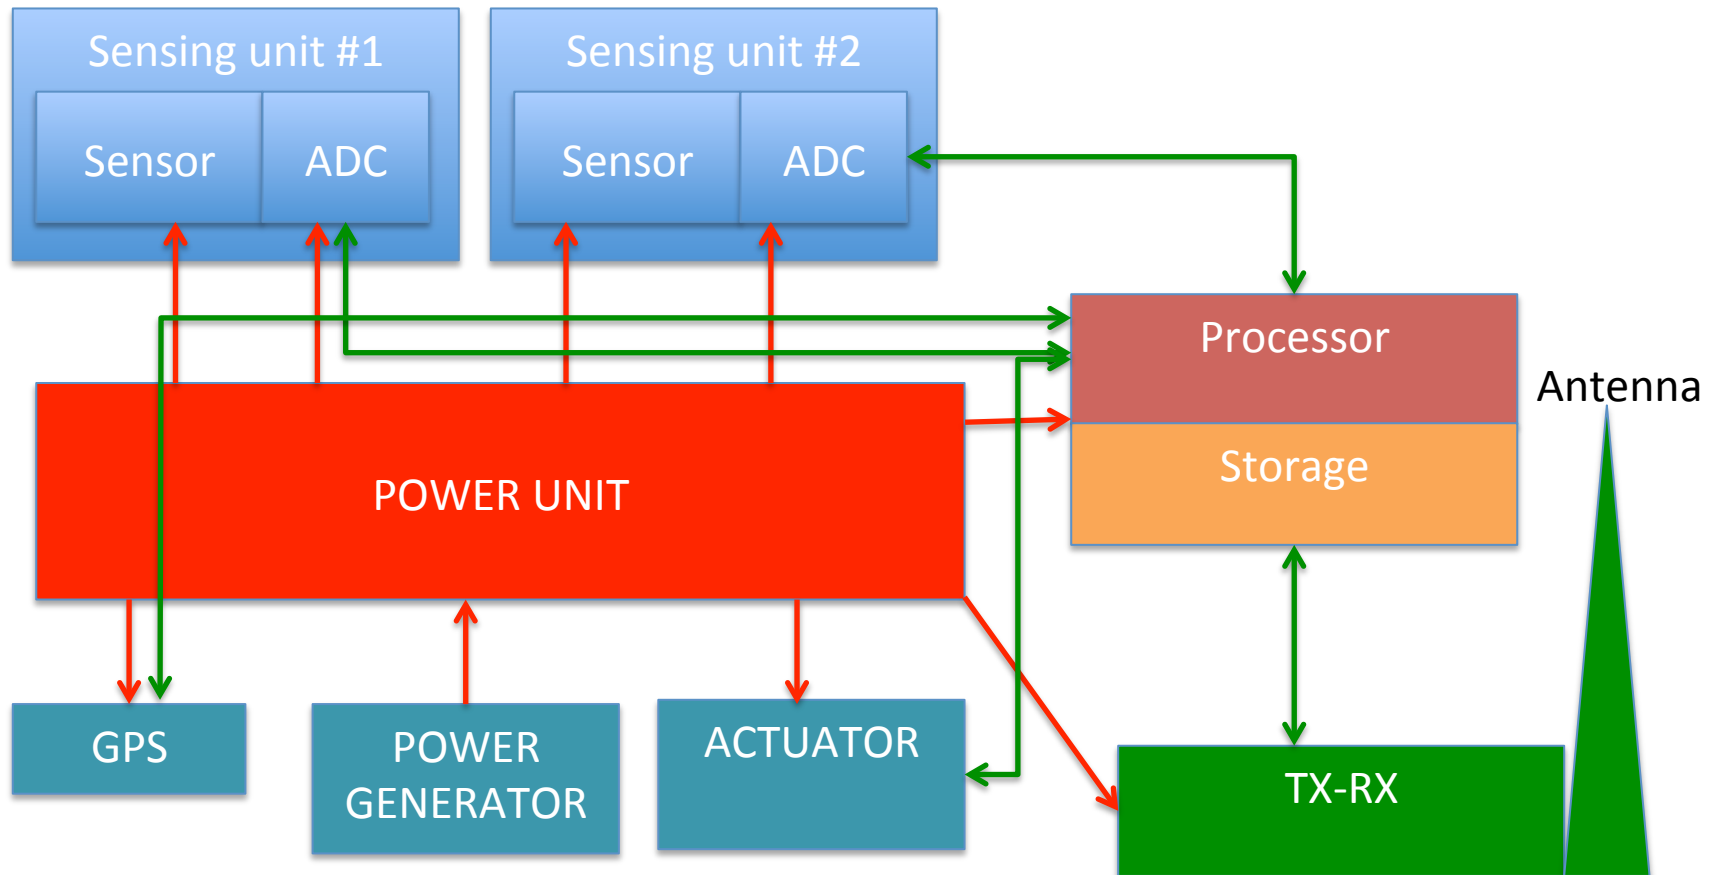 Sensing unit #1
Sensing unit #2
Sensor
ADC
Sensor
ADC
Processor
Antenna
Storage
POWER UNIT
GPS
POWER
GENERATOR
ACTUATOR
TX-RX